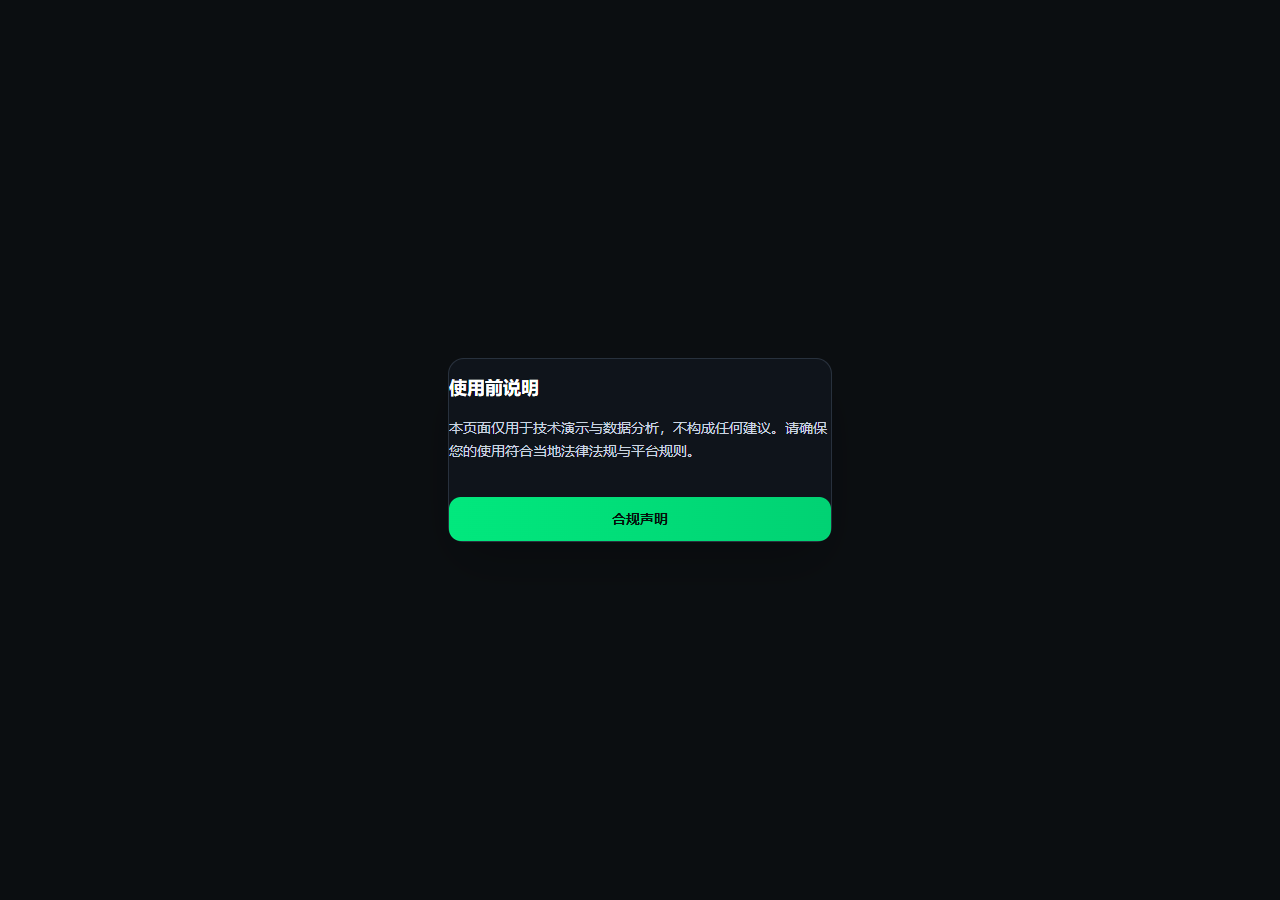 使用前说明
本页面仅用于技术演示与数据分析，不构成任何建议。请确保
您的使用符合当地法律法规与平台规则。
合规声明